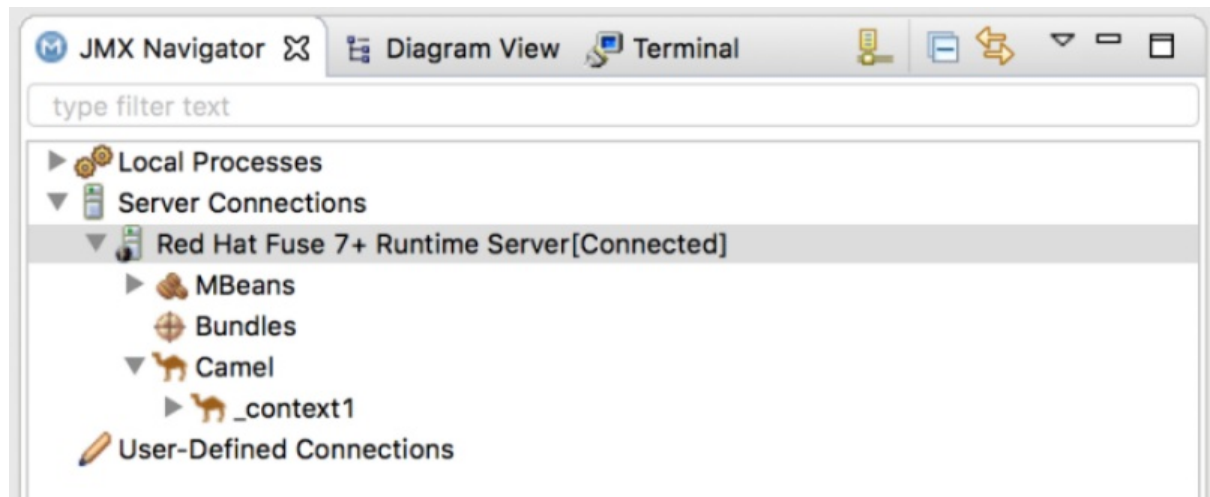 JMX Navigator Diagram View Terminal
type filter text
Local Processes
Server Connections
Red Hat Fuse 7+ Runtime Server[Connected]
MBeans
Bundles
Camel
_context1
User-Defined Connections